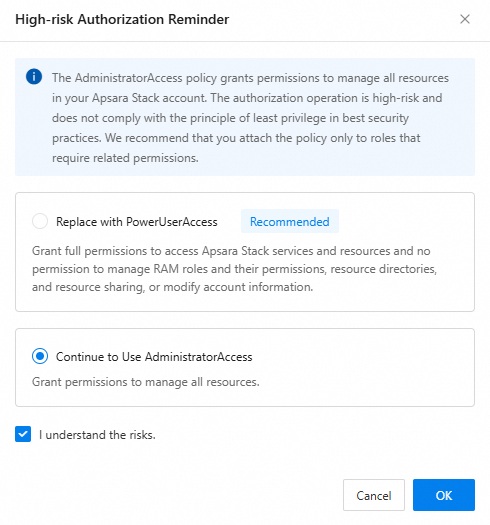 High-risk Authorization Reminder
The AdministratorAccess policy grants permissions to manage all resources
in your Apsara Stack account. The authorization operation is high-risk and
does not comply with the principle of least privilege in best security
practices. We recommend that you attach the policy only to roles that
require related permissions.
Replace with PowerUserAccess Recommended
Grant full permissions to access Apsara Stack services and resources and no
permission to manage RAM roles and their permissions, resource directories,
and resource sharing, or modify account information.
Continue to Use AdministratorAccess
Grant permissions to manage all resources.
I understand the risks.
Cancel OK